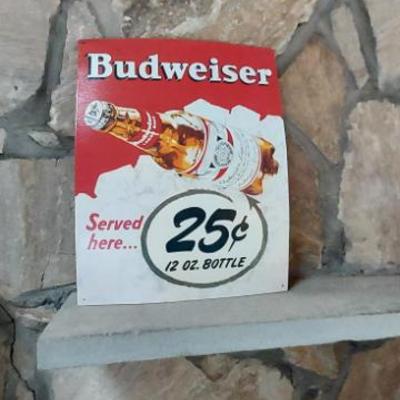 Budweiser
Served
here...
25¢
12 OZ. BOTTLE